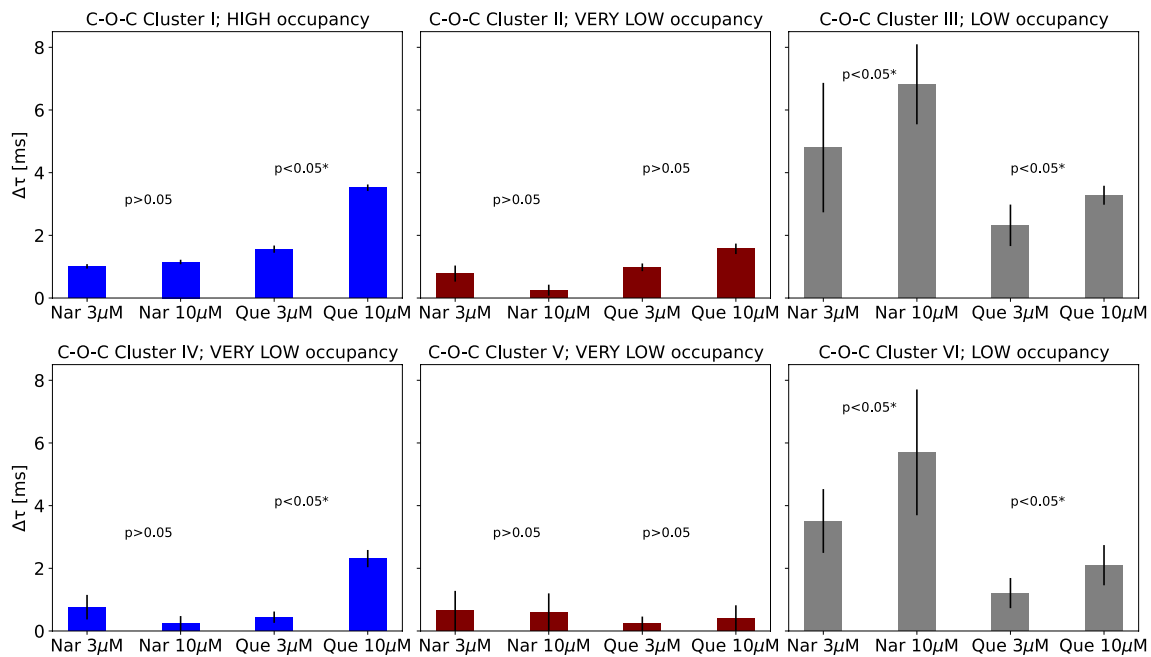 C-O-C Cluster I; HIGH occupancy
C-O-C Cluster II; VERY LOW occupancy
C-O-C Cluster III; LOW occupancy
Δτ [ms]
8
6
4
2
0
p>0.05
p<0.05*
p>0.05
p>0.05
p<0.05*
p<0.05*
Nar 3μM Nar 10μM Que 3μM Que 10μM
Nar 3μM Nar 10μM Que 3μM Que 10μM
Nar 3μM Nar 10μM Que 3μM Que 10μM
C-O-C Cluster IV; VERY LOW occupancy
C-O-C Cluster V; VERY LOW occupancy
C-O-C Cluster VI; LOW occupancy
Δτ [ms]
8
6
4
2
0
p>0.05
p<0.05*
p>0.05
p>0.05
p<0.05*
p<0.05*
Nar 3μM Nar 10μM Que 3μM Que 10μM
Nar 3μM Nar 10μM Que 3μM Que 10μM
Nar 3μM Nar 10μM Que 3μM Que 10μM